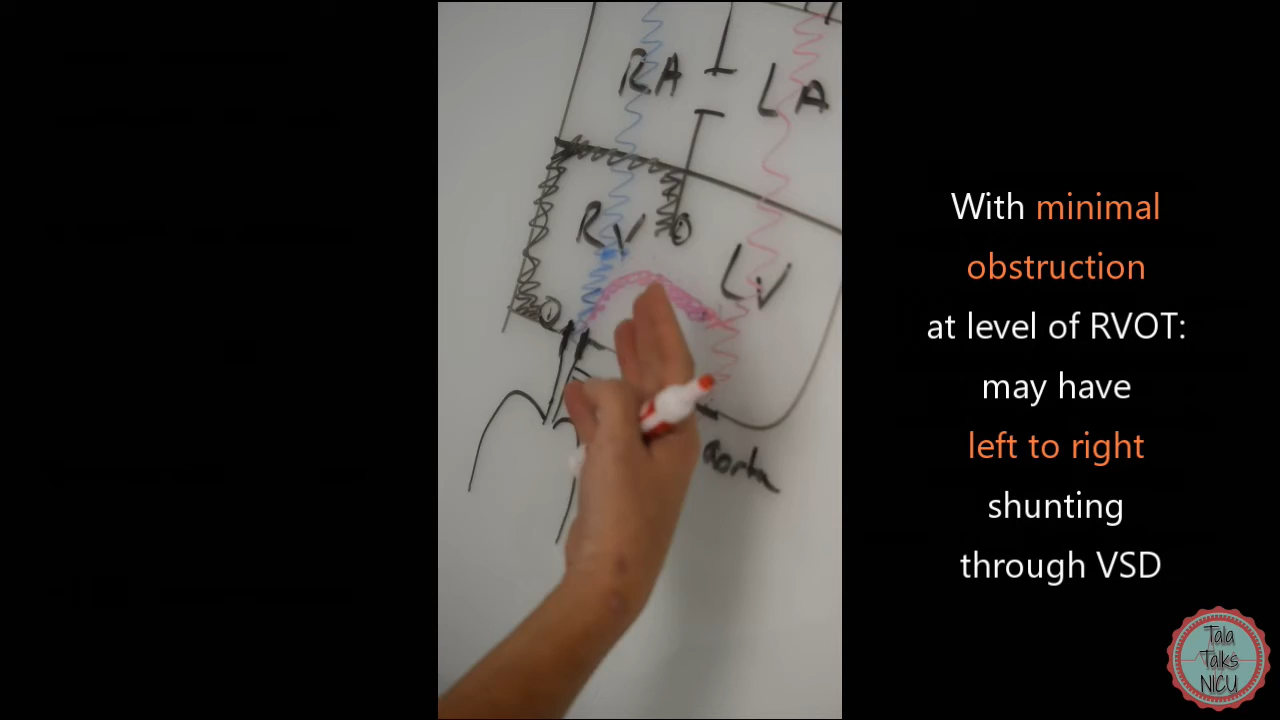 RA
LA
RV
LV
aorta
With minimal
obstruction
at level of RVOT:
may have
left to right
shunting
through VSD
Tala
Talks
NICU